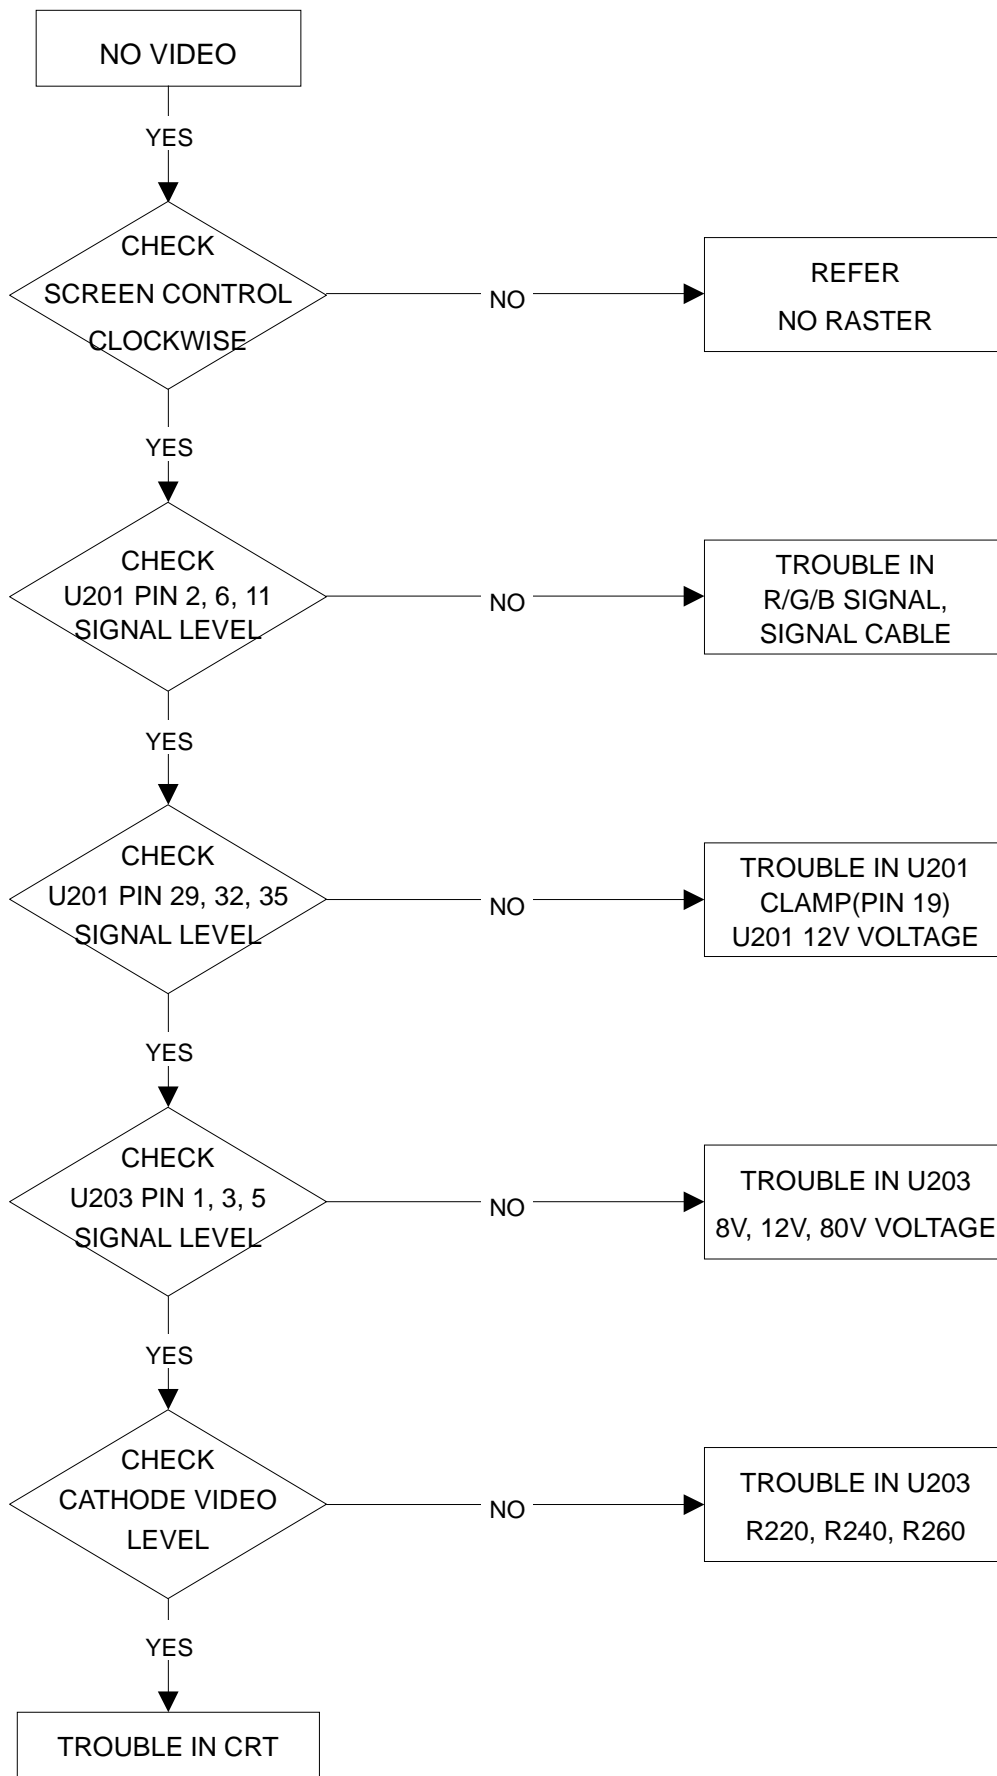 NO VIDEO
YES
CHECK
SCREEN CONTROL
CLOCKWISE
NO
REFER
NO RASTER
YES
CHECK
U201 PIN 2, 6, 11
SIGNAL LEVEL
NO
TROUBLE IN
R/G/B SIGNAL,
SIGNAL CABLE
YES
CHECK
U201 PIN 29, 32, 35
SIGNAL LEVEL
NO
TROUBLE IN U201
CLAMP(PIN 19)
U201 12V VOLTAGE
YES
CHECK
U203 PIN 1, 3, 5
SIGNAL LEVEL
NO
TROUBLE IN U203
8V, 12V, 80V VOLTAGE
YES
CHECK
CATHODE VIDEO
LEVEL
NO
TROUBLE IN U203
R220, R240, R260
YES
TROUBLE IN CRT